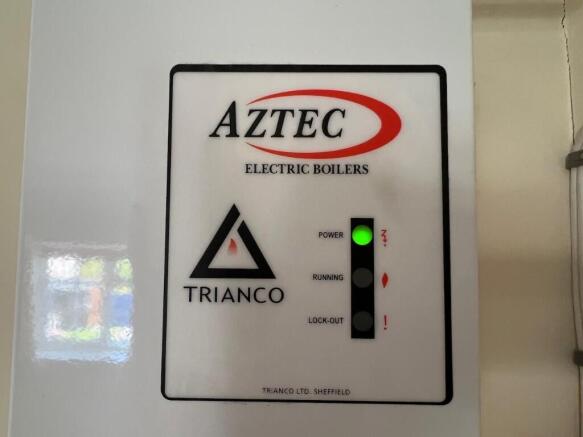 AZTEC
ELECTRIC BOILERS
TRIANCO
POWER
RUNNING
LOCK-OUT
!
TRIANCO LTD. SHEFFIELD